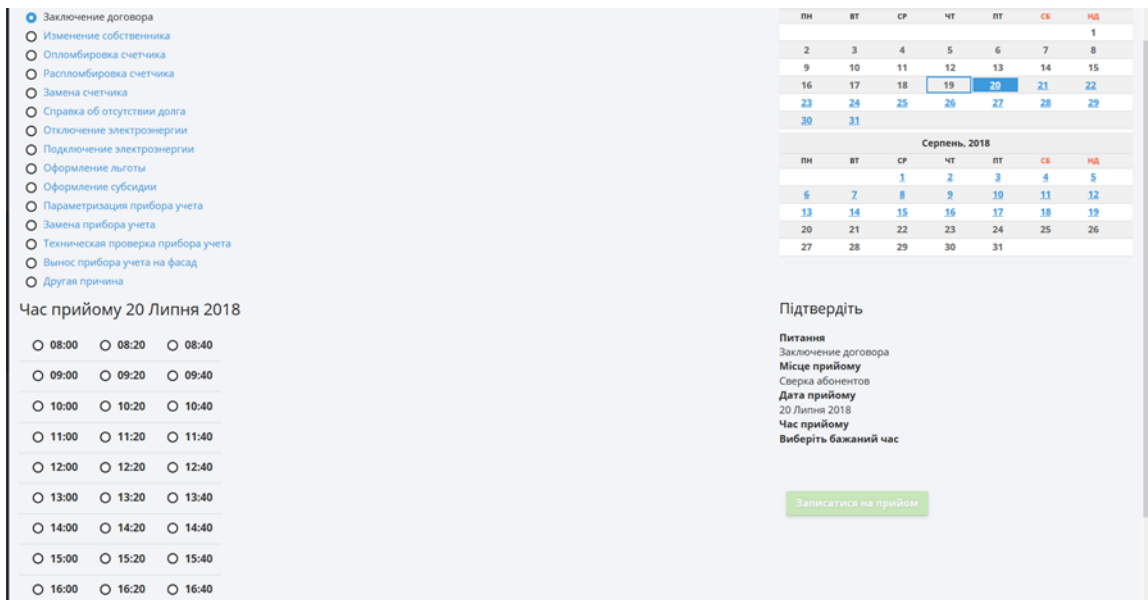 Заключение договора
Изменение собственника
Опломбировка счетчика
Распломбировка счетчика
Замена счетчика
Справка об отсутствии долга
Отключение электроэнергии
Подключение электроэнергии
Оформление льготы
Оформление субсидии
Параметризация прибора учета
Замена прибора учета
Техническая проверка прибора учета
Вынос прибора учета на фасад
Другая причина
ПН ВТ СР ЧТ ПТ СБ НД
1
2 3 4 5 6 7 8
9 10 11 12 13 14 15
16 17 18 19 20 21 22
23 24 25 26 27 28 29
30 31
Серпень, 2018
ПН ВТ СР ЧТ ПТ СБ НД
1 2 3 4 5
6 7 8 9 10 11 12
13 14 15 16 17 18 19
20 21 22 23 24 25 26
27 28 29 30 31
Час прийому 20 Липня 2018
08:00 08:20 08:40
09:00 09:20 09:40
10:00 10:20 10:40
11:00 11:20 11:40
12:00 12:20 12:40
13:00 13:20 13:40
14:00 14:20 14:40
15:00 15:20 15:40
16:00 16:20 16:40
Підтвердіть
Питання
Заключение договора
Місце прийому
Сверка абонентов
Дата прийому
20 Липня 2018
Час прийому
Виберіть бажаний час
Записатися на прийом